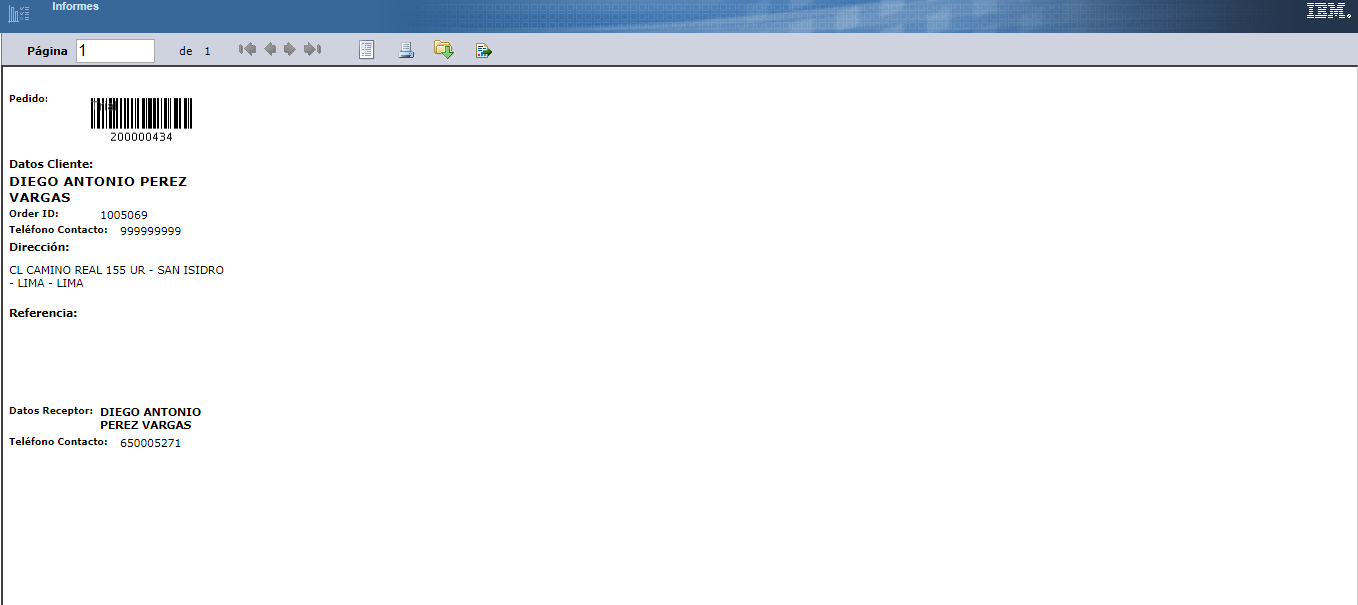 Informes
IBM.
Página 1 de 1
Pedido:
200000434
Datos Cliente:
DIEGO ANTONIO PEREZ
VARGAS
Order ID: 1005069
Teléfono Contacto: 999999999
Dirección:
CL CAMINO REAL 155 UR - SAN ISIDRO
- LIMA - LIMA
Referencia:
Datos Receptor: DIEGO ANTONIO
PEREZ VARGAS
Teléfono Contacto: 650005271